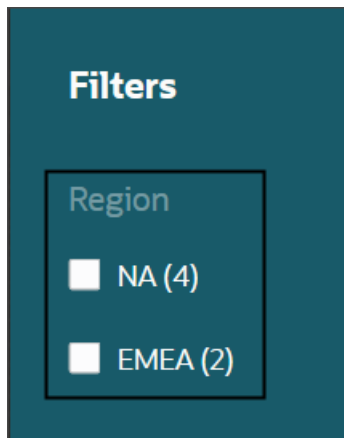 Filters
Region
NA (4)
EMEA (2)